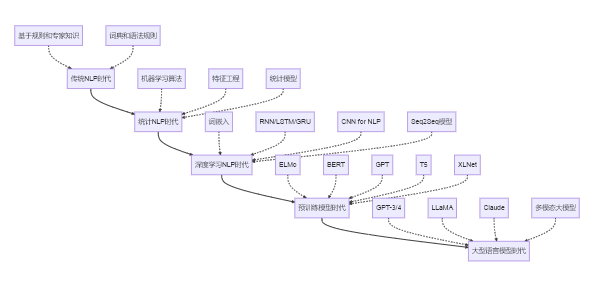 基于规则和专家知识
词典和语法规则
传统NLP时代
机器学习算法
特征工程
统计模型
统计NLP时代
词嵌入
RNN/LSTM/GRU
CNN for NLP
Seq2Seq模型
深度学习NLP时代
ELMo
BERT
GPT
T5
XLNet
预训练模型时代
GPT-3/4
LLaMA
Claude
多模态大模型
大型语言模型时代